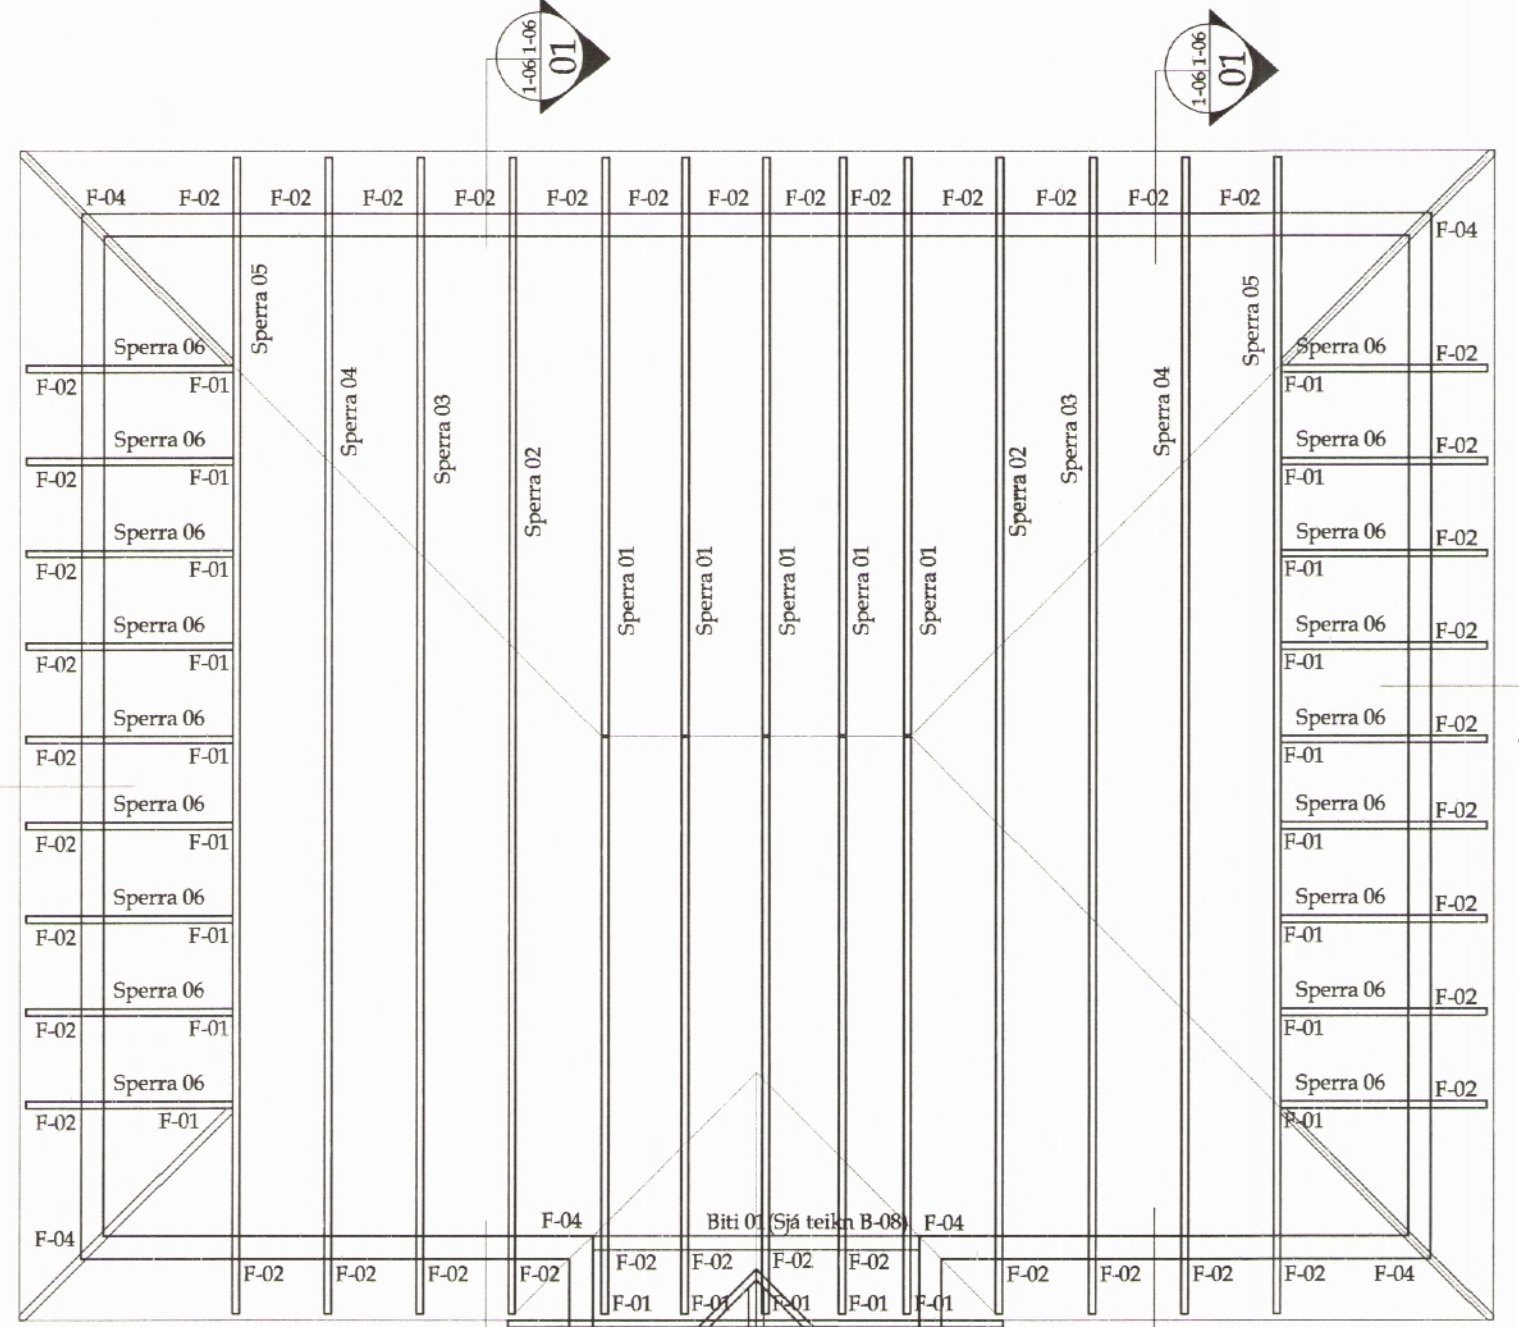 1-06 1-06
01
1-06 1-06
01
F-04 F-02 F-02 F-02 F-02 F-02 F-02 F-02 F-02 F-02 F-02 F-02 F-02 F-02
F-04
Sperra 05
Sperra 04
Sperra 03
Sperra 02
Sperra 01
Sperra 01
Sperra 01
Sperra 01
Sperra 01
Sperra 02
Sperra 03
Sperra 04
Sperra 05
Sperra 06
F-02 F-01
Sperra 06
F-02 F-01
Sperra 06
F-02 F-01
Sperra 06
F-02 F-01
Sperra 06
F-02 F-01
Sperra 06
F-02 F-01
Sperra 06
F-02 F-01
Sperra 06
F-02 F-01
Sperra 06
F-02 F-01
Sperra 06 F-02
F-01
Sperra 06 F-02
F-01
Sperra 06 F-02
F-01
Sperra 06 F-02
F-01
Sperra 06 F-02
F-01
Sperra 06 F-02
F-01
Sperra 06 F-02
F-01
Sperra 06 F-02
F-01
Sperra 06 F-02
F-01
F-04 Biti 01 (Sjá teikn B-08) F-04
F-04
F-02 F-02 F-02 F-02
F-02 F-02 F-02 F-02 F-02 F-02 F-02 F-02 F-04
F-01 F-01 F-01 F-01 F-01